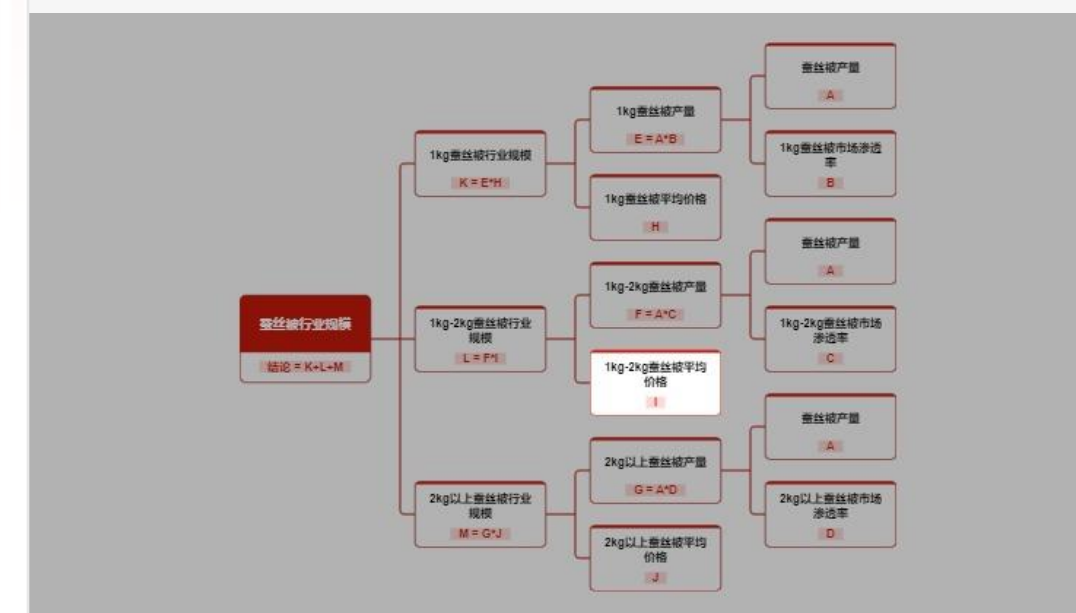 蚕丝被行业规模
结论 = K+L+M
1kg蚕丝被行业规模
K = E*H
1kg蚕丝被产量
E = A*B
蚕丝被产量
A
1kg蚕丝被市场渗透
率
B
1kg蚕丝被平均价格
H
1kg-2kg蚕丝被行业
规模
L = F*I
1kg-2kg蚕丝被产量
F = A*C
蚕丝被产量
A
1kg-2kg蚕丝被市场
渗透率
C
1kg-2kg蚕丝被平均
价格
I
2kg以上蚕丝被行业
规模
M = G*J
2kg以上蚕丝被产量
G = A*D
蚕丝被产量
A
2kg以上蚕丝被市场
渗透率
D
2kg以上蚕丝被平均
价格
J